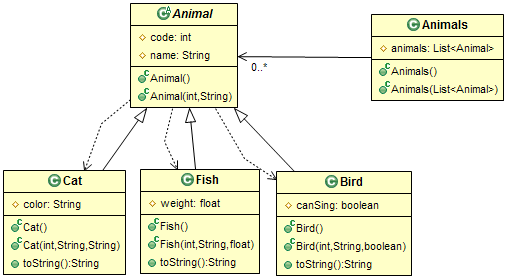 Animal
code: int
name: String
Animal()
Animal(int,String)
Animals
animals: List<Animal>
Animals()
Animals(List<Animal>)
0..*
Cat
color: String
Cat()
Cat(int,String,String)
toString():String
Fish
weight: float
Fish()
Fish(int,String,float)
toString():String
Bird
canSing: boolean
Bird()
Bird(int,String,boolean)
toString():String